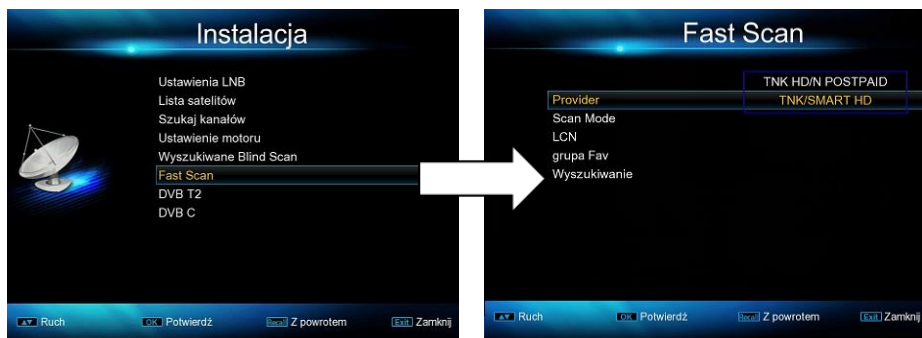 Instalacja
Ustawienia LNB
Lista satelitów
Szukaj kanałów
Ustawienie motoru
Wyszukiwane Blind Scan
Fast Scan
DVB T2
DVB C
Ruch
OK Potwierdź
Recall Z powrotem
Exit Zamknij
Fast Scan
TNK HD/N POSTPAID
Provider TNK/SMART HD
Scan Mode
LCN
grupa Fav
Wyszukiwanie
Ruch
OK Potwierdź
Recall Z powrotem
Exit Zamknij